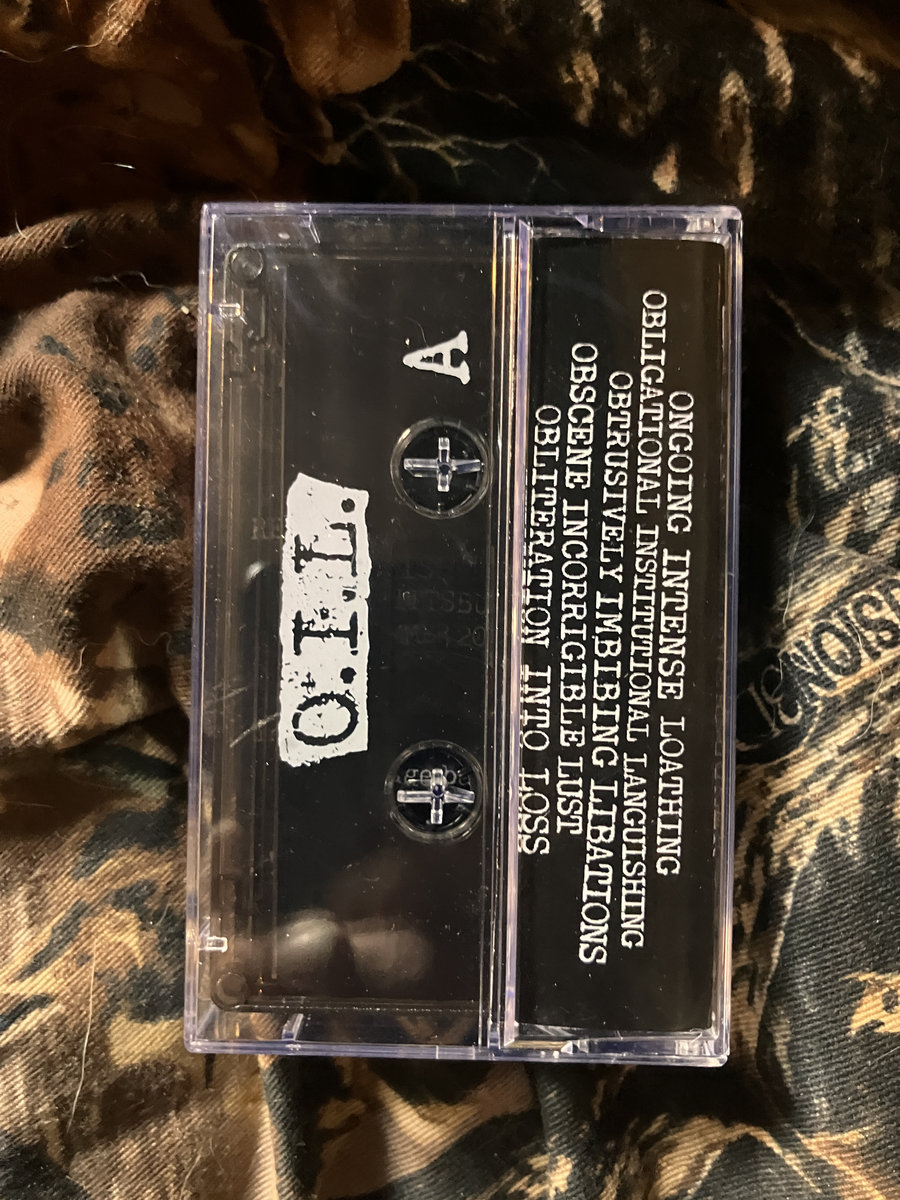 ONGOING INTENSE LOATHING
OBLIGATIONAL INSTITUTIONAL LANGUISHING
OBTRUSIVELY IMBIBING LIBATIONS
OBSCENE INCORRIGIBLE LUST
OBLITERATION INTO LOSS
A
O.I.L.